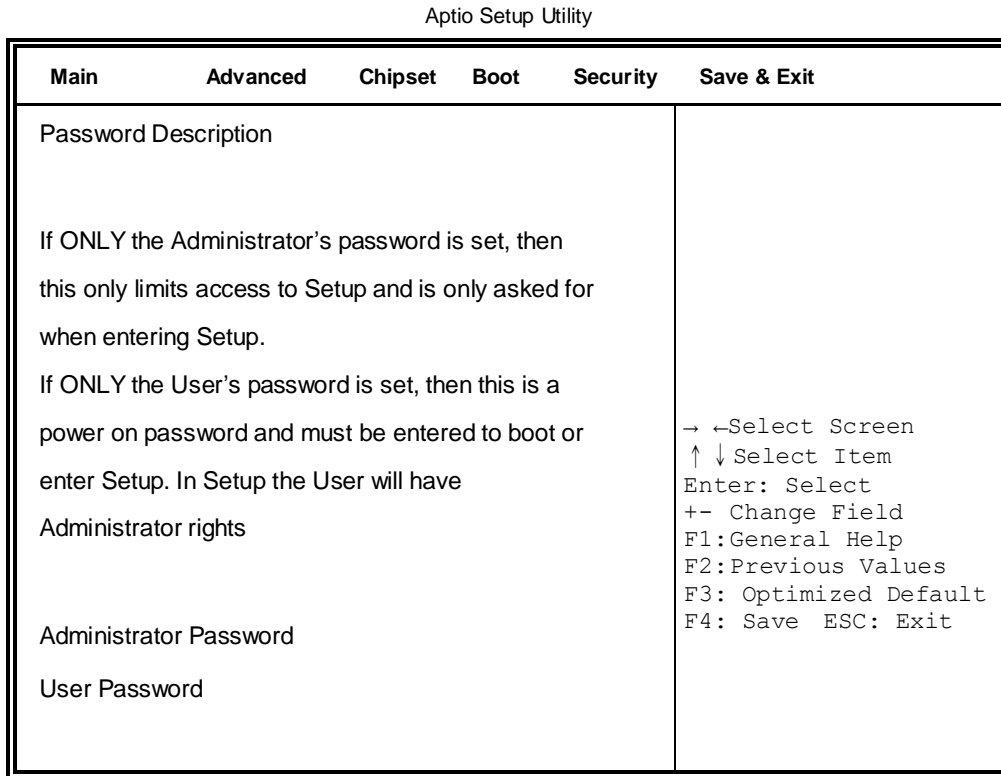 Aptio Setup Utility
Main Advanced Chipset Boot Security Save & Exit
Password Description
If ONLY the Administrator's password is set, then
this only limits access to Setup and is only asked for
when entering Setup.
If ONLY the User's password is set, then this is a
power on password and must be entered to boot or
enter Setup. In Setup the User will have
Administrator rights
Administrator Password
User Password
→ ←Select Screen
↑ ↓ Select Item
Enter: Select
+- Change Field
F1:General Help
F2:Previous Values
F3: Optimized Default
F4: Save ESC: Exit